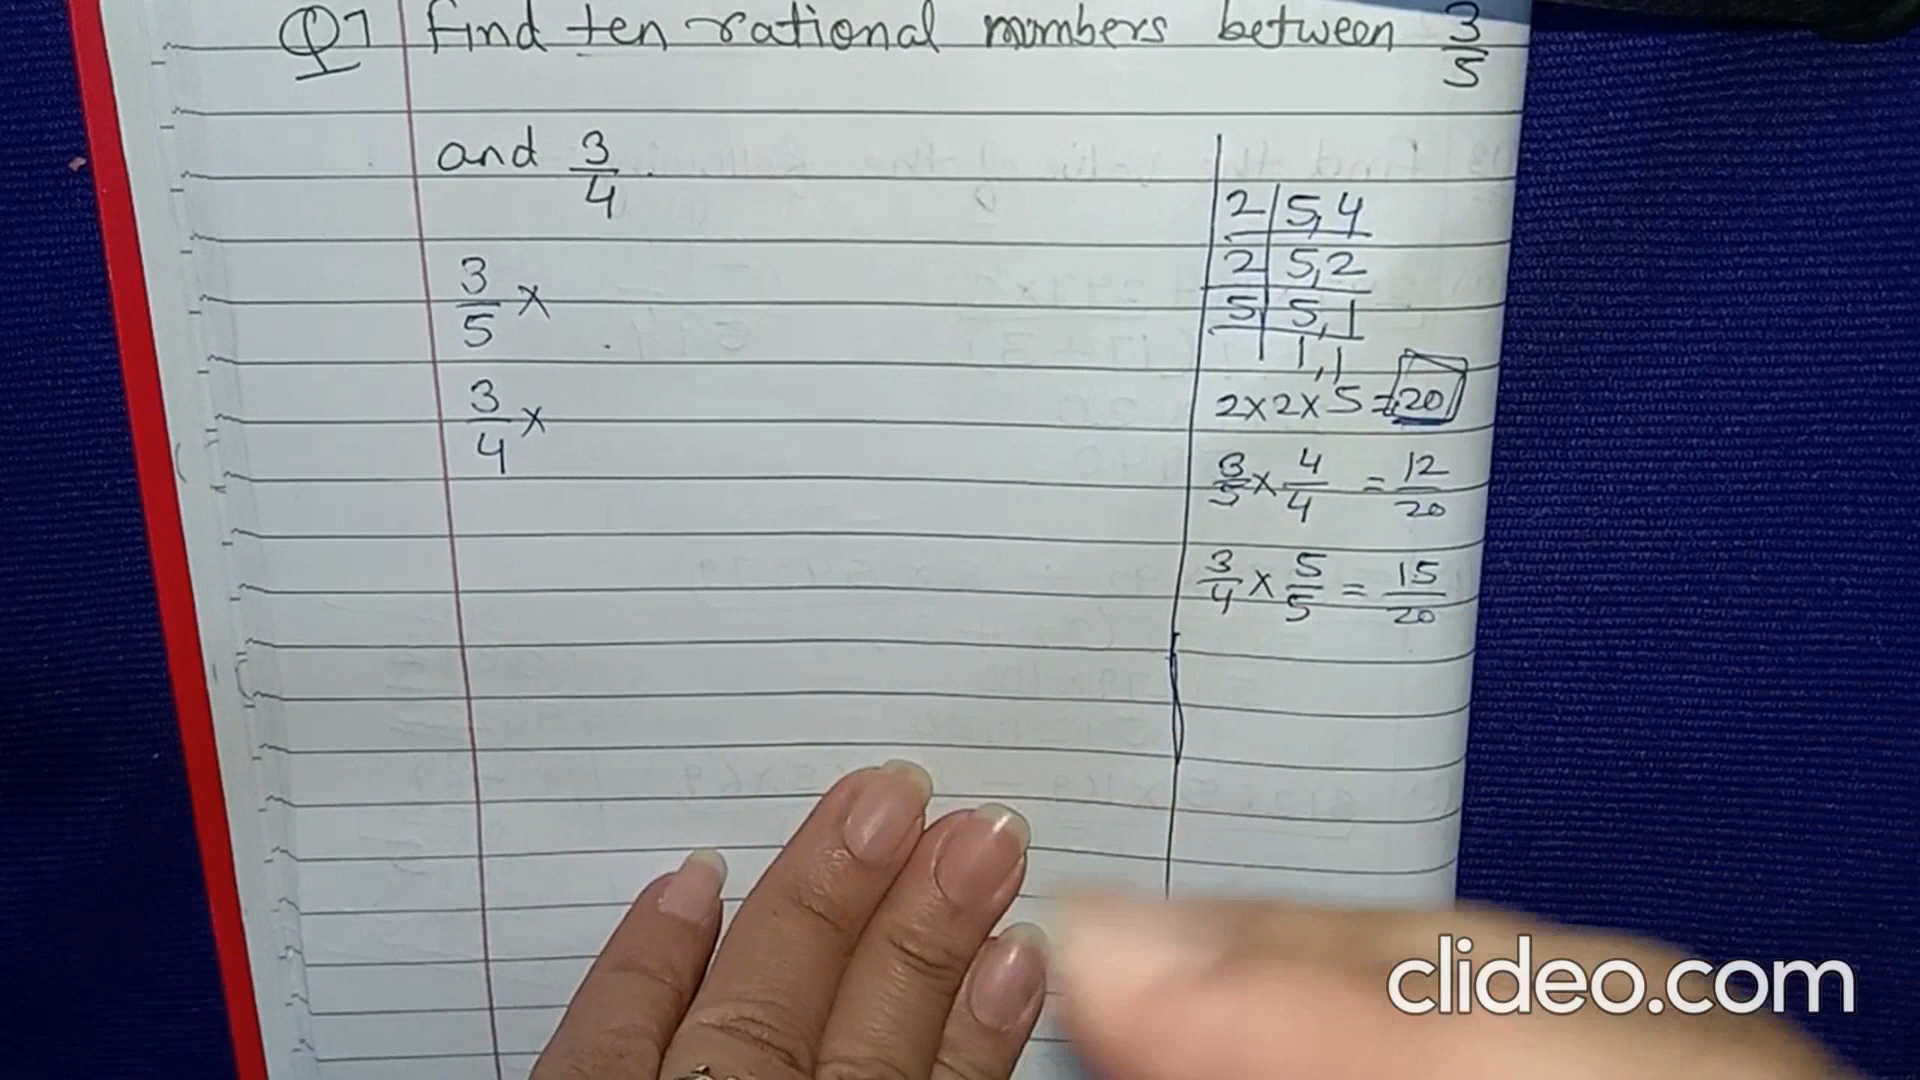 Q7 Find ten rational numbers between 3/5
and 3/4
3/5 ×
3/4 ×
2 | 5, 4
2 | 5, 2
5 | 5, 1
| 1, 1
2×2×5 = 20
3/5 × 4/4 = 12/20
3/4 × 5/5 = 15/20
clideo.com